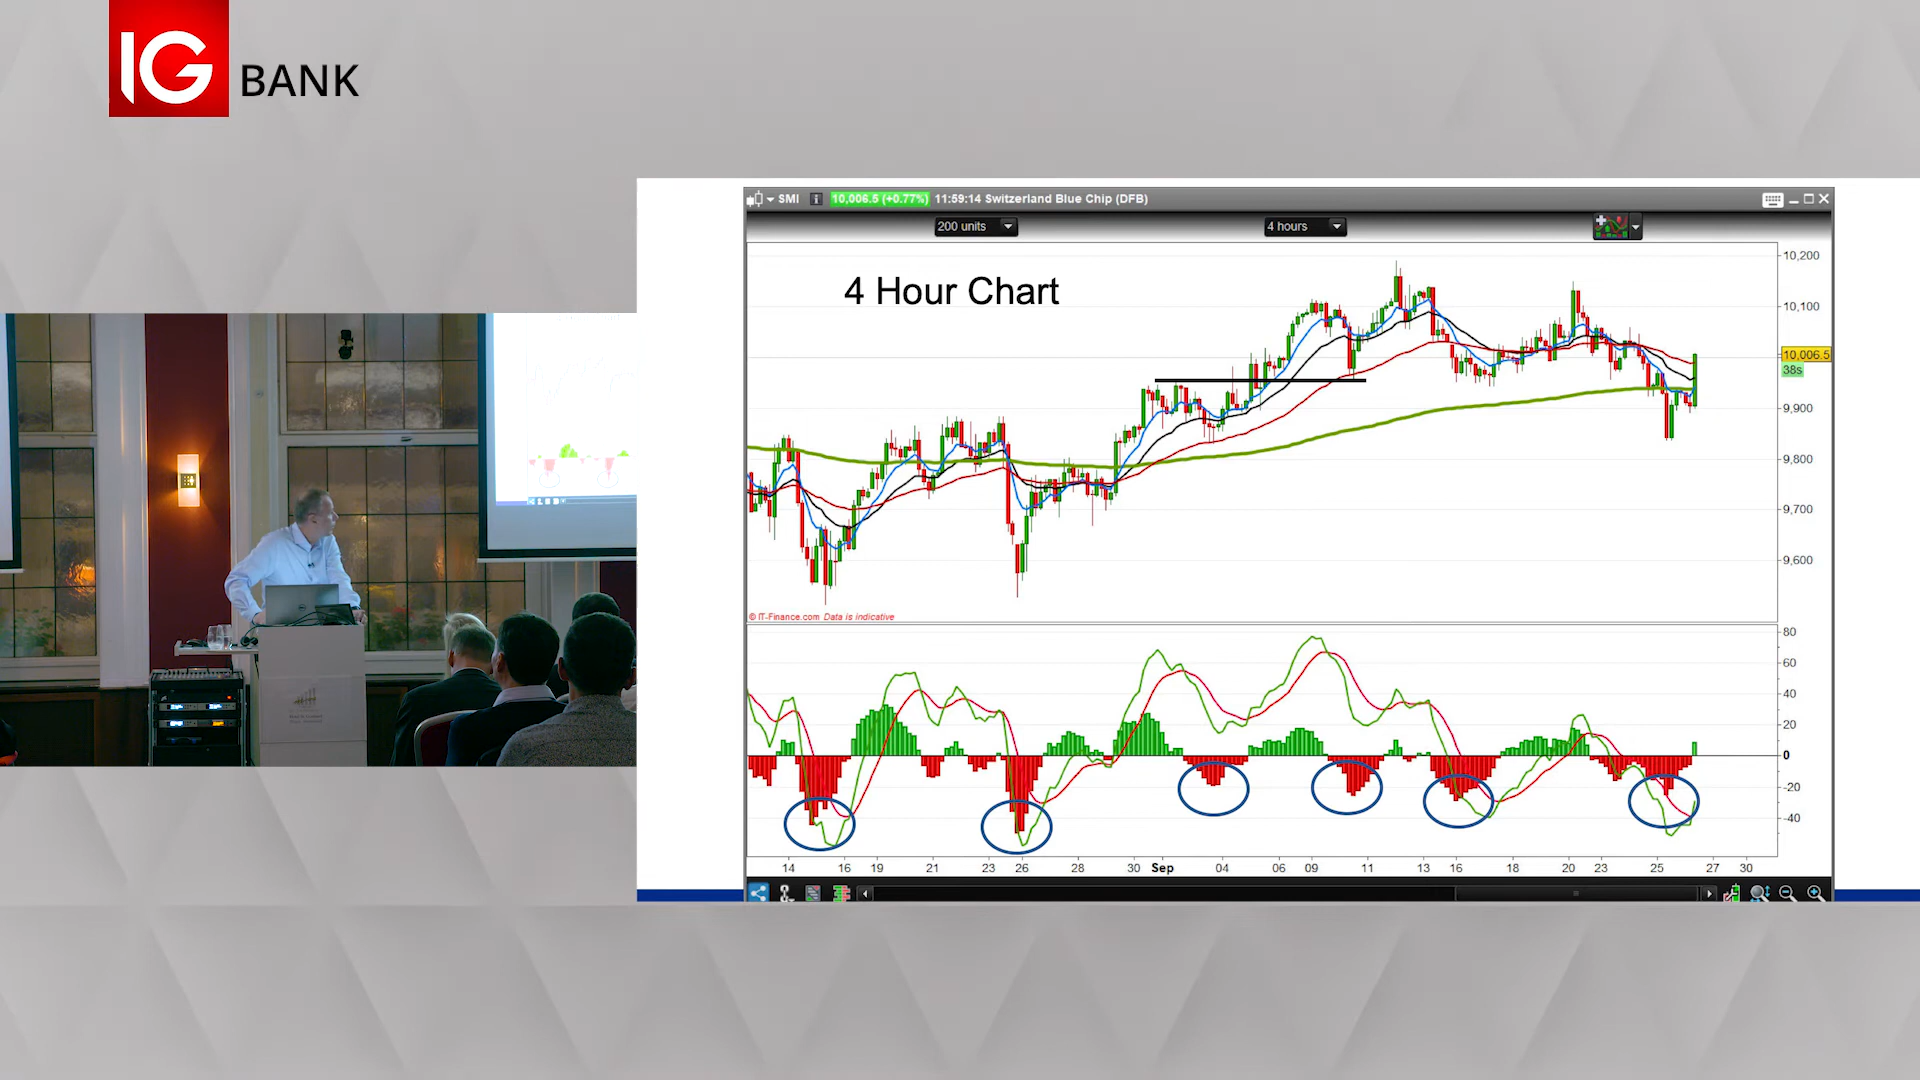 IG BANK
SMI 10,006.5 (+0.77%) 11:59:14 Switzerland Blue Chip (DFB)
200 units 4 hours
4 Hour Chart
10,200
10,100
10,006.5
38s
9,900
9,800
9,700
9,600
© IT-Finance.com Data is indicative
80
60
40
20
0
-20
-40
14 16 19 21 23 26 28 30 Sep 04 06 09 11 13 16 18 20 23 25 27 30